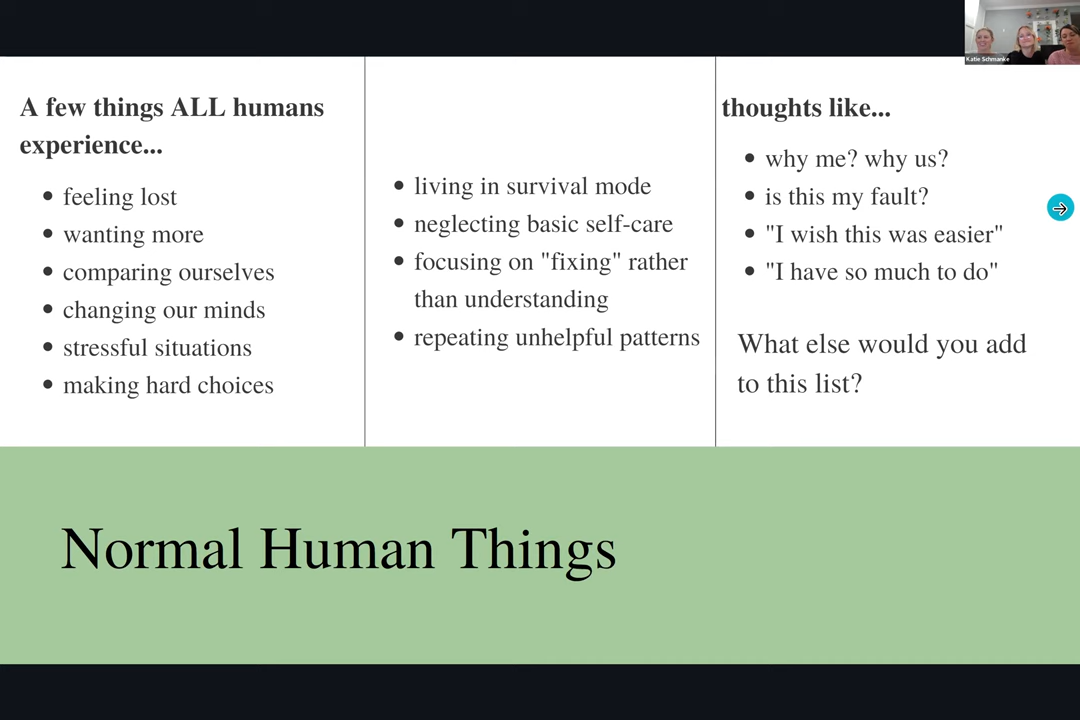 Katie Schmanke
A few things ALL humans
experience...
• feeling lost
• wanting more
• comparing ourselves
• changing our minds
• stressful situations
• making hard choices
• living in survival mode
• neglecting basic self-care
• focusing on "fixing" rather
than understanding
• repeating unhelpful patterns
thoughts like...
• why me? why us?
• is this my fault?
• "I wish this was easier"
• "I have so much to do"
What else would you add
to this list?
Normal Human Things